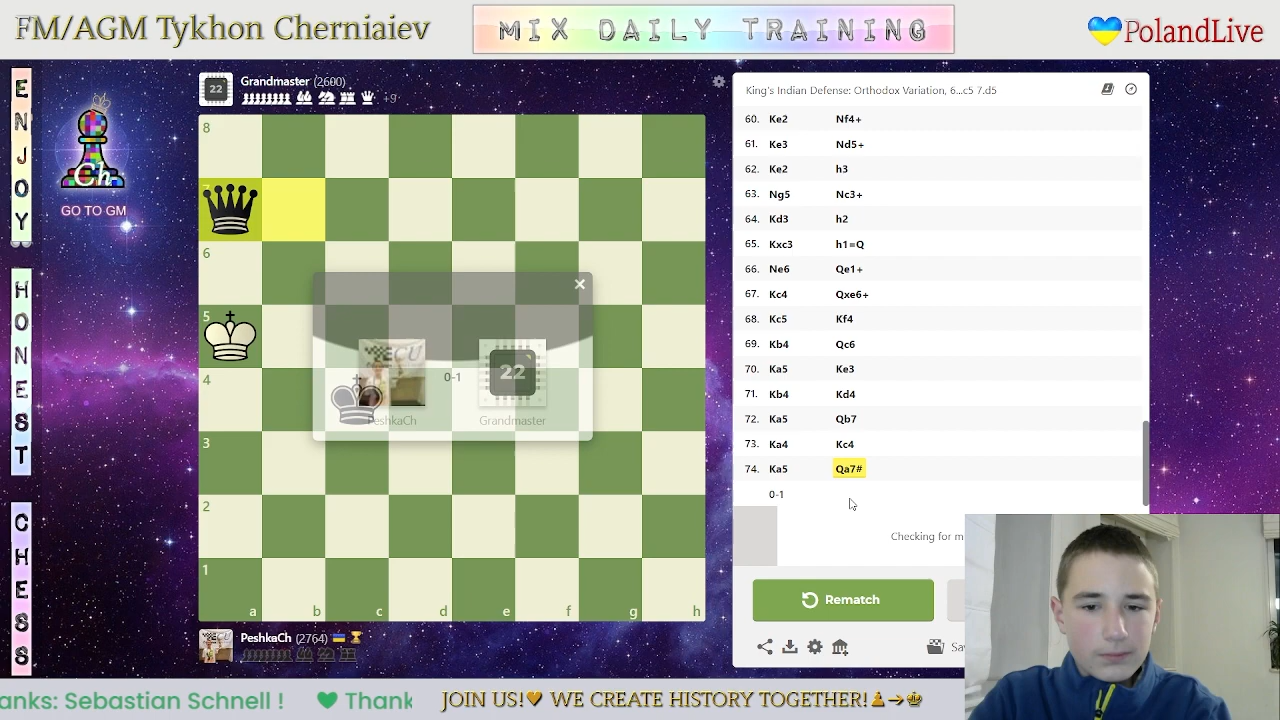 FM/AGM Tykhon Cherniaiev
MIX DAILY TRAINING
PolandLive
ENJOY
HONEST
CHESS
Ch
GO TO GM
22
Grandmaster (2600)
+9
8
6
5
4
3
2
1
a b c d e f g h
22
0-1
PeshkaCh
Grandmaster
PeshkaCh (2764)
King's Indian Defense: Orthodox Variation, 6...c5 7.d5
60. Ke2 Nf4+
61. Ke3 Nd5+
62. Ke2 h3
63. Ng5 Nc3+
64. Kd3 h2
65. Kxc3 h1=Q
66. Ne6 Qe1+
67. Kc4 Qxe6+
68. Kc5 Kf4
69. Kb4 Qc6
70. Ka5 Ke3
71. Kb4 Kd4
72. Ka5 Qb7
73. Ka4 Kc4
74. Ka5 Qa7#
0-1
Checking for m
Rematch
Sa
anks: Sebastian Schnell ! Thank
JOIN US! WE CREATE HISTORY TOGETHER!